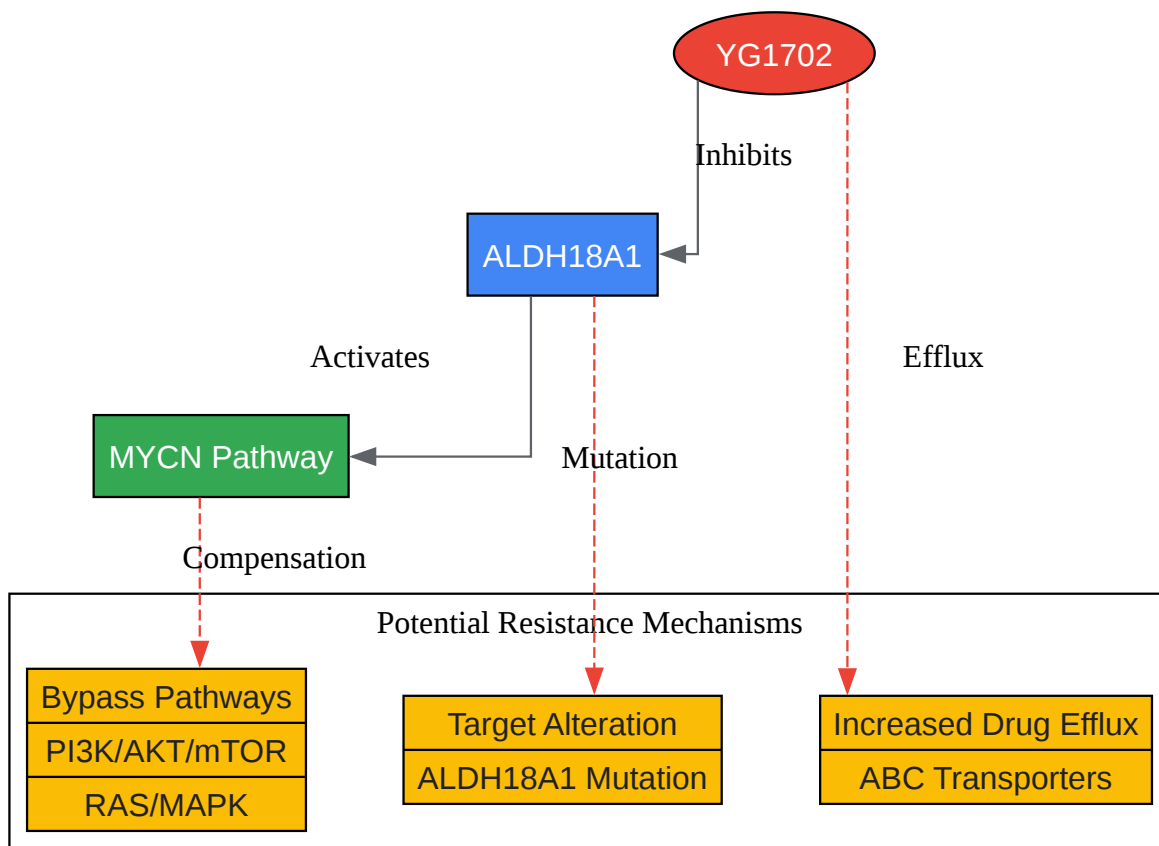 YG1702
Inhibits
ALDH18A1
Activates
Efflux
MYCN Pathway
Mutation
Compensation
Potential Resistance Mechanisms
Bypass Pathways
PI3K/AKT/mTOR
RAS/MAPK
Target Alteration
ALDH18A1 Mutation
Increased Drug Efflux
ABC Transporters